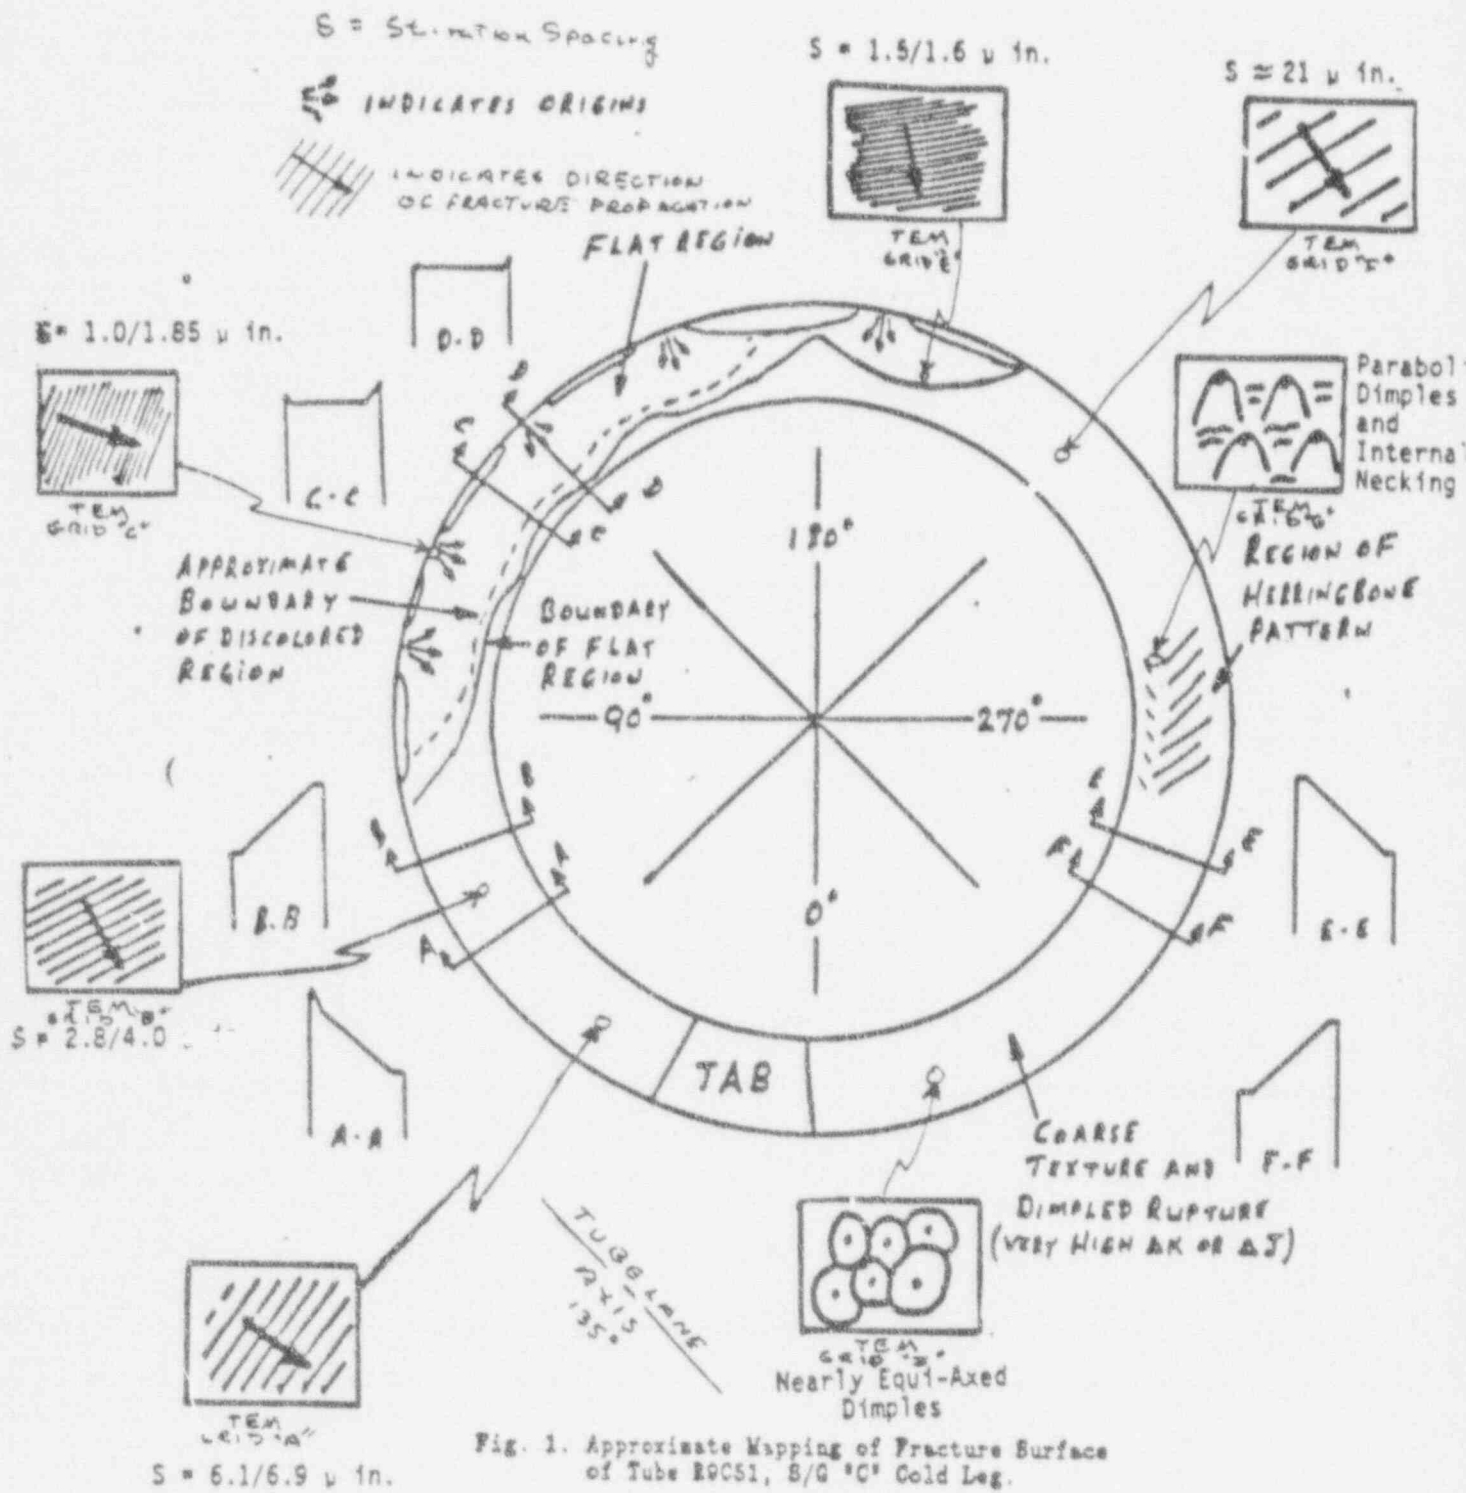 S = Striation Spacing
INDICATES ORIGINS
INDICATES DIRECTION
OF FRACTURE PROPAGATION
FLAT REGION
S = 1.5/1.6 μ in.
TEM
GRID "E"
S ≃ 21 μ in.
TEM
GRID "F"
S= 1.0/1.85 μ in.
TEM
GRID "C"
D-D
C-C
D
C
D
C
Parabol
Dimples
and
Internal
Necking
TEM
GRID "G"
REGION OF
HERRINGBONE
PATTERN
APPROXIMATE
BOUNDARY
OF DISCOLORED
REGION
BOUNDARY
OF FLAT
REGION
180°
90°
270°
0°
B
B
A
A
E
E
F
F
B-B
E-E
TEM
GRID "B"
S = 2.8/4.0
A-A
F-F
TAB
COARSE
TEXTURE AND
DIMPLED RUPTURE
(VERY HIGH ΔK OR ΔJ)
TUBE LANE
AXIS
135°
TEM
GRID "D"
Nearly Equi-Axed
Dimples
TEM
GRID "A"
S = 6.1/6.9 μ in.
Fig. 1. Approximate Mapping of Fracture Surface
of Tube R9C51, S/G "C" Cold Leg.